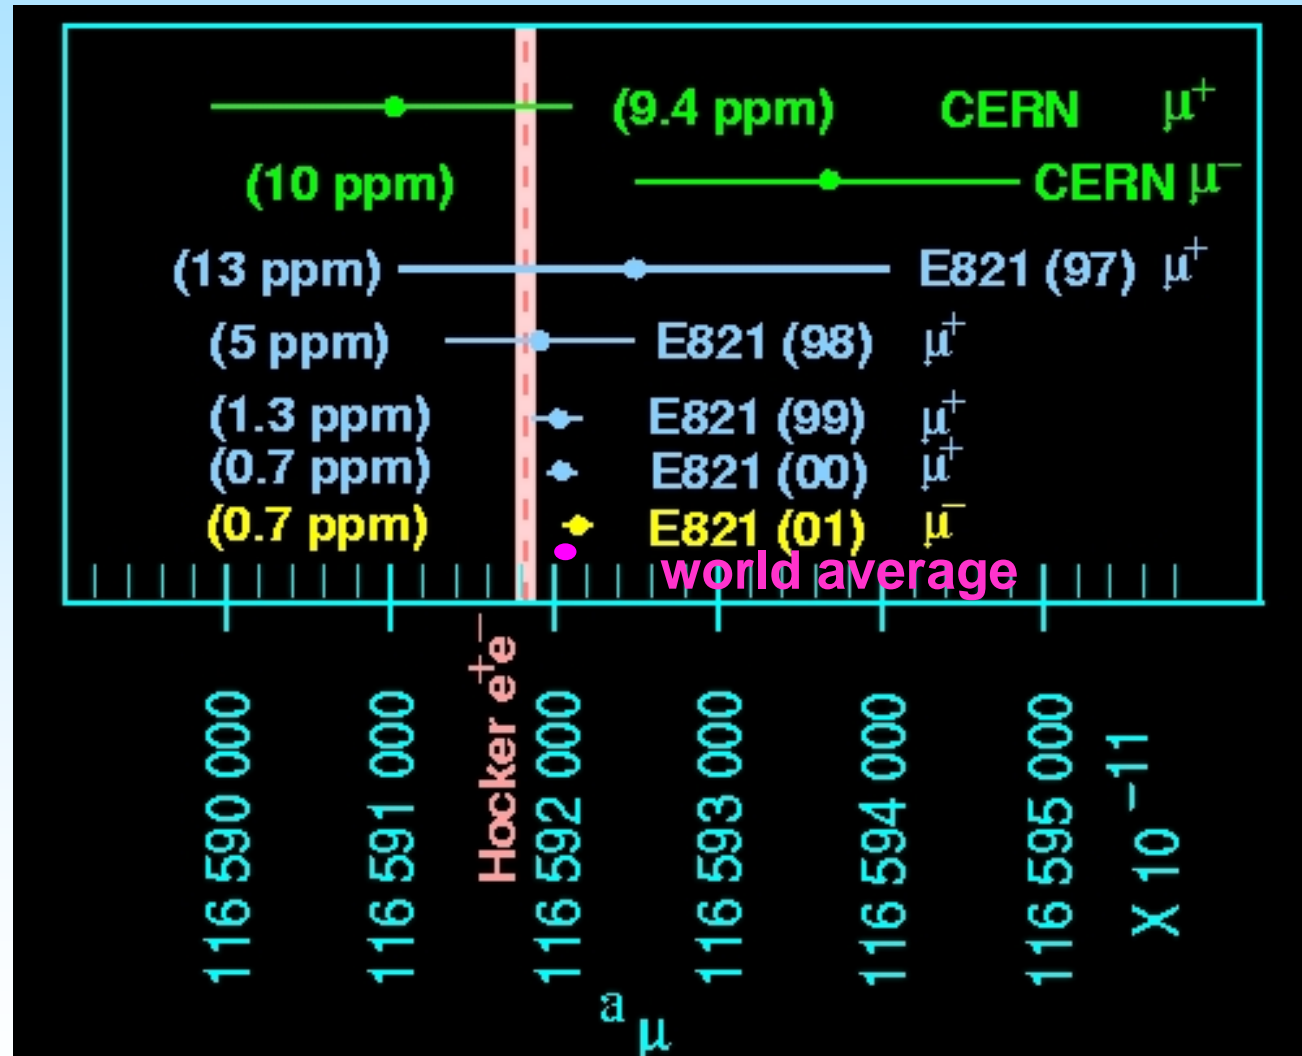 (9.4 ppm) CERN μ+
(10 ppm) CERN μ−
(13 ppm) E821 (97) μ+
(5 ppm) E821 (98) μ+
(1.3 ppm) E821 (99) μ+
(0.7 ppm) E821 (00) μ+
(0.7 ppm) E821 (01) μ−
world average
116 590 000
116 591 000
Hocker e+e−
116 592 000
116 593 000
116 594 000
116 595 000
X 10−11
aμ